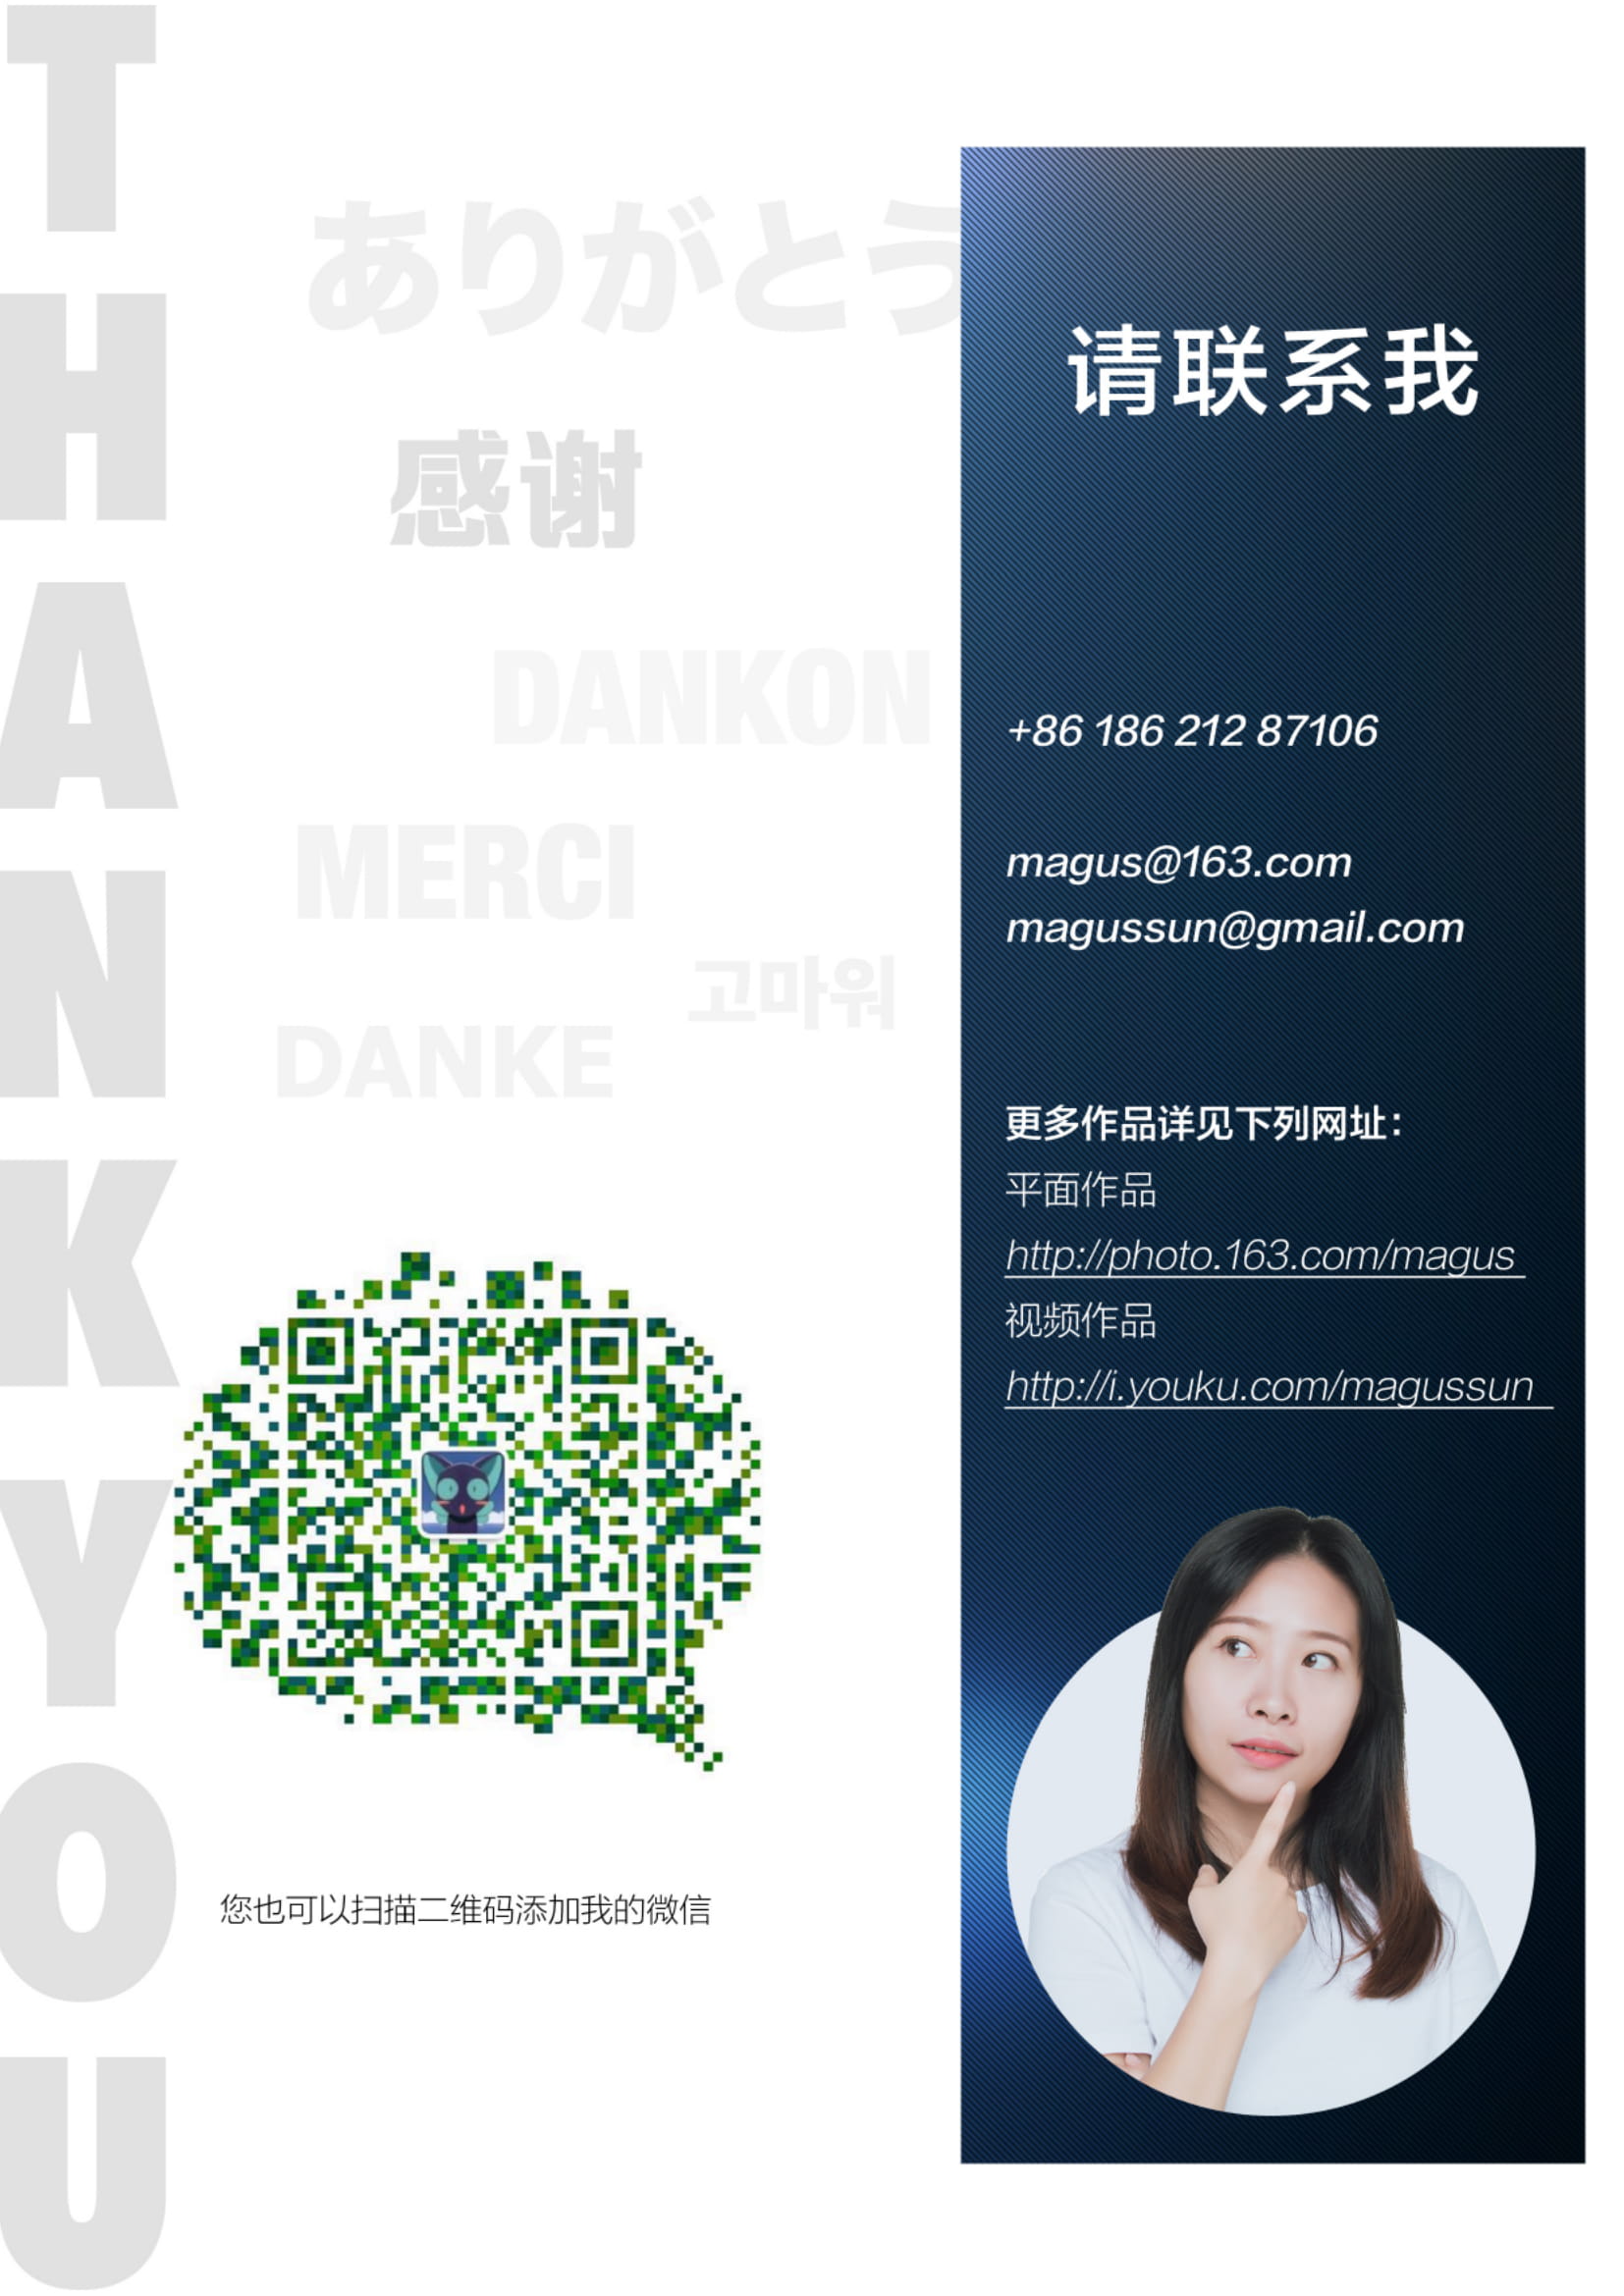 THANK YOU
ありがとう
感谢
DANKON
MERCI
고마워
DANKE
您也可以扫描二维码添加我的微信
请联系我
+86 186 212 87106
magus@163.com
magussun@gmail.com
更多作品详见下列网址：
平面作品
http://photo.163.com/magus
视频作品
http://i.youku.com/magussun